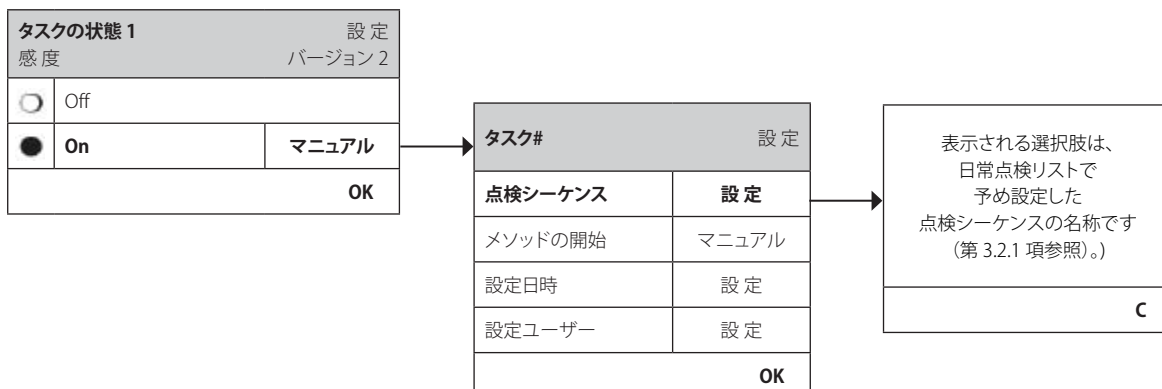 タスクの状態 1 設 定
感 度 バージョン 2
Off
On マニュアル
OK
タスク# 設 定
点検シーケンス 設 定
メソッドの開始 マニュアル
設定日時 設 定
設定ユーザー 設 定
OK
表示される選択肢は、
日常点検リストで
予め設定した
点検シーケンスの名称です
(第 3.2.1 項参照)。)
C